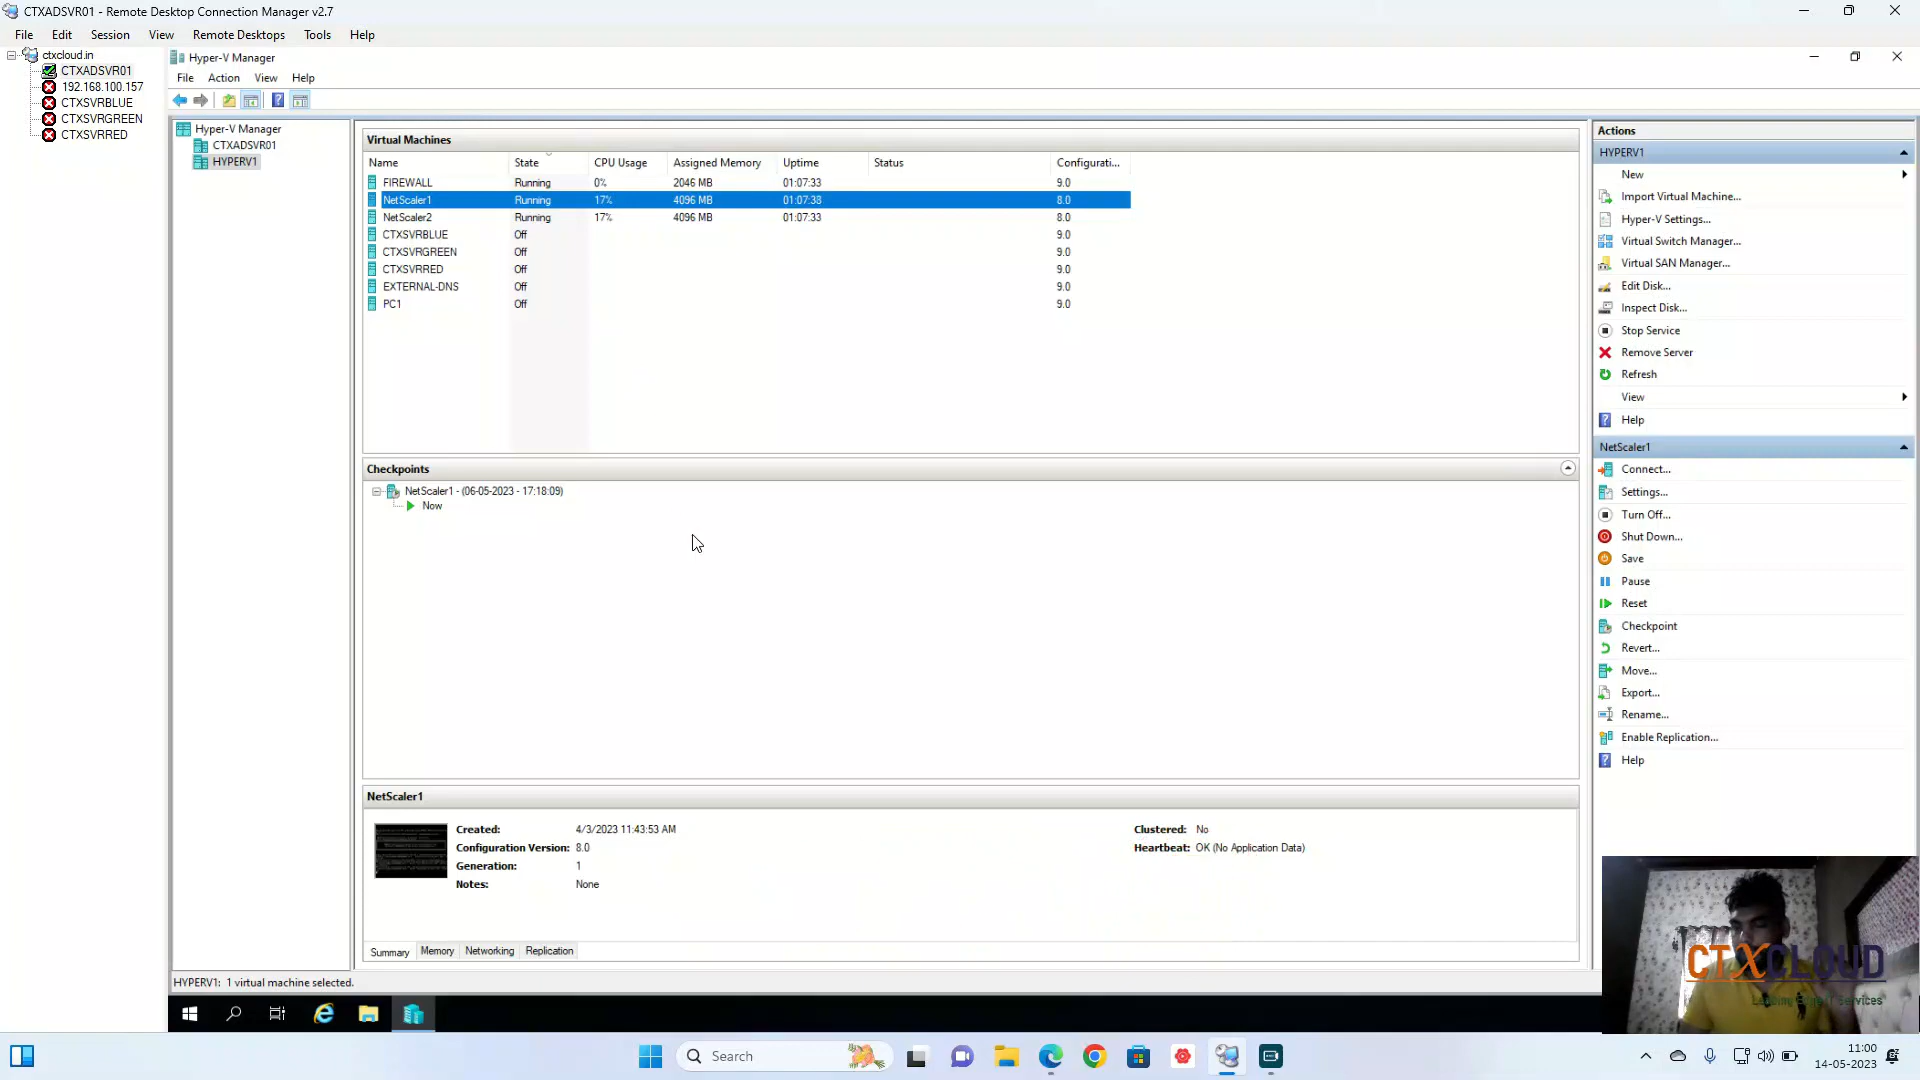 CTXADSVR01 - Remote Desktop Connection Manager v2.7
File Edit Session View Remote Desktops Tools Help
ctxcloud.in
CTXADSVR01
192.168.100.157
CTXSVRBLUE
CTXSVRGREEN
CTXSVRRED
Hyper-V Manager
File Action View Help
Hyper-V Manager
CTXADSVR01
HYPERV1
Virtual Machines
Name State CPU Usage Assigned Memory Uptime Status Configurati...
FIREWALL Running 0% 2046 MB 01:07:33 9.0
NetScaler1 Running 17% 4096 MB 01:07:38 8.0
NetScaler2 Running 17% 4096 MB 01:07:33 8.0
CTXSVRBLUE Off 9.0
CTXSVRGREEN Off 9.0
CTXSVRRED Off 9.0
EXTERNAL-DNS Off 9.0
PC1 Off 9.0
Checkpoints
NetScaler1 - (06-05-2023 - 17:18:09)
Now
NetScaler1
Created: 4/3/2023 11:43:53 AM Clustered: No
Configuration Version: 8.0 Heartbeat: OK (No Application Data)
Generation: 1
Notes: None
Summary Memory Networking Replication
HYPERV1: 1 virtual machine selected.
Actions
HYPERV1
New
Import Virtual Machine...
Hyper-V Settings...
Virtual Switch Manager...
Virtual SAN Manager...
Edit Disk...
Inspect Disk...
Stop Service
Remove Server
Refresh
View
Help
NetScaler1
Connect...
Settings...
Turn Off...
Shut Down...
Save
Pause
Reset
Checkpoint
Revert...
Move...
Export...
Rename...
Enable Replication...
Help
CTXCLOUD
Services
Search
11:00
14-05-2023